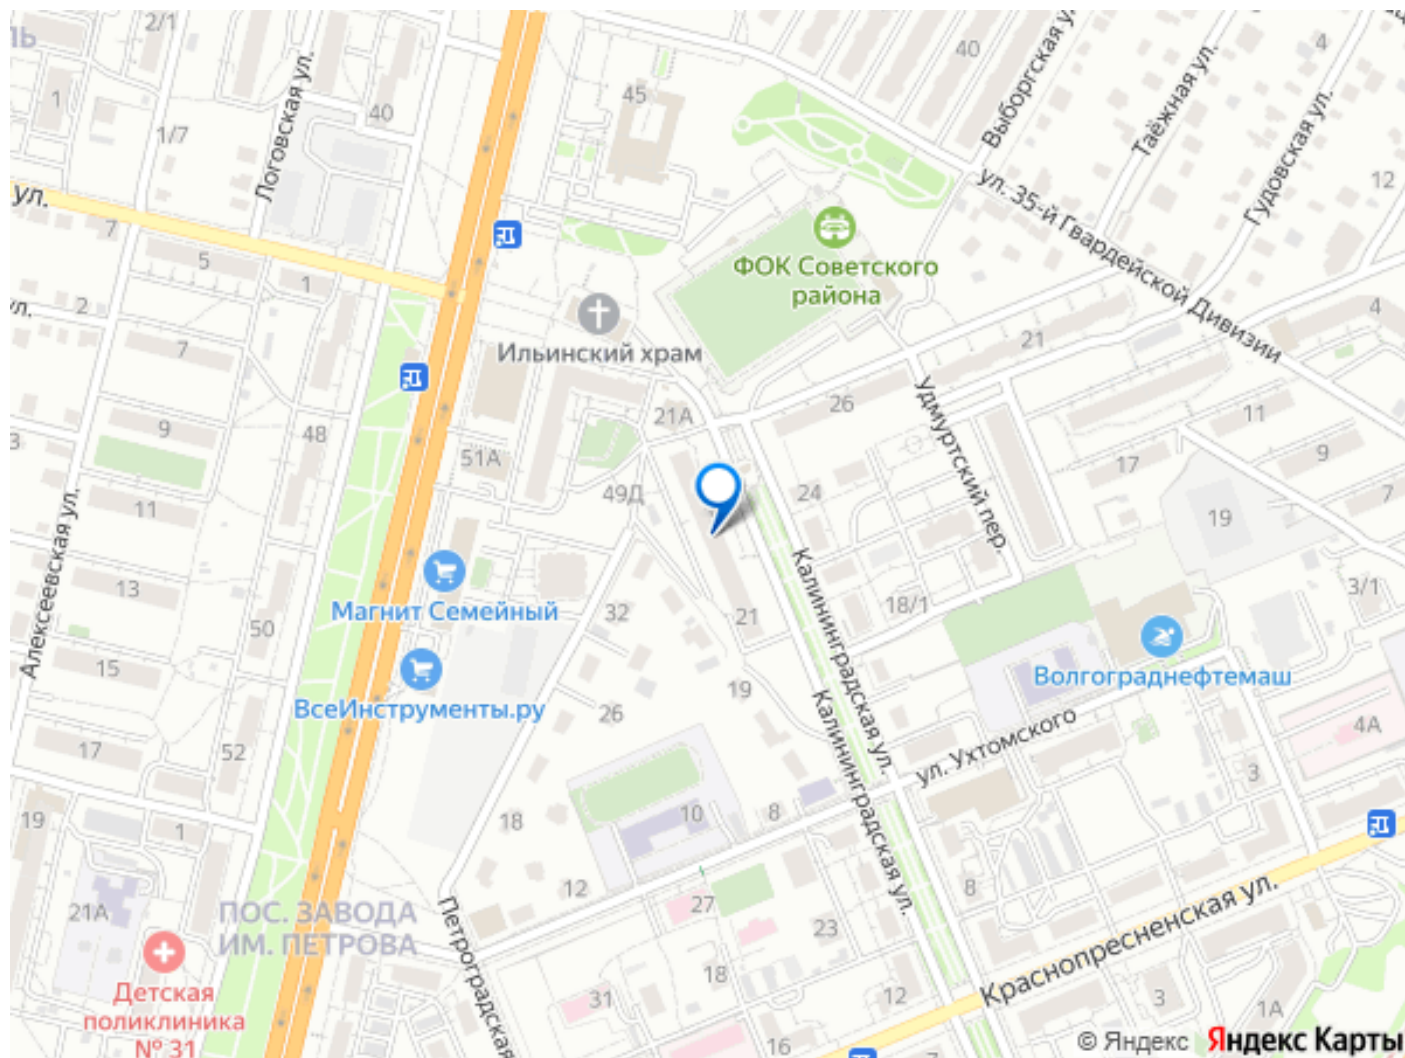 2/1
40
ЛЬ
1
1/7
Логовская ул.
40
45
Выборгская у
Таёжная ул.
4
Гудовская ул.
12
ул.
7
5
1
2
ул.
7
ул. 35-й Гвардейской Дивизии
ФОК Советского
района
Ильинский храм
21
4
26
21А
Удмуртский пер.
11
9
48
3
9
51А
17
7
49Д
24
19
11
Алексеевская ул.
13
Магнит Семейный
32
21
18/1
3/1
Калининградская ул.
50
15
Волгограднефтемаш
19
ВсеИнструменты.ру
26
Калининградская ул.
ул. Ухтомского
4А
17
52
3
19
1
18
10
8
12
8
21А
ПОС. ЗАВОДА
ИМ. ПЕТРОВА
27
23
Краснопресненская ул.
Петроградская
Детская
поликлиника
№ 31
18
31
12
3
1А
16
© Яндекс Яндекс Карты